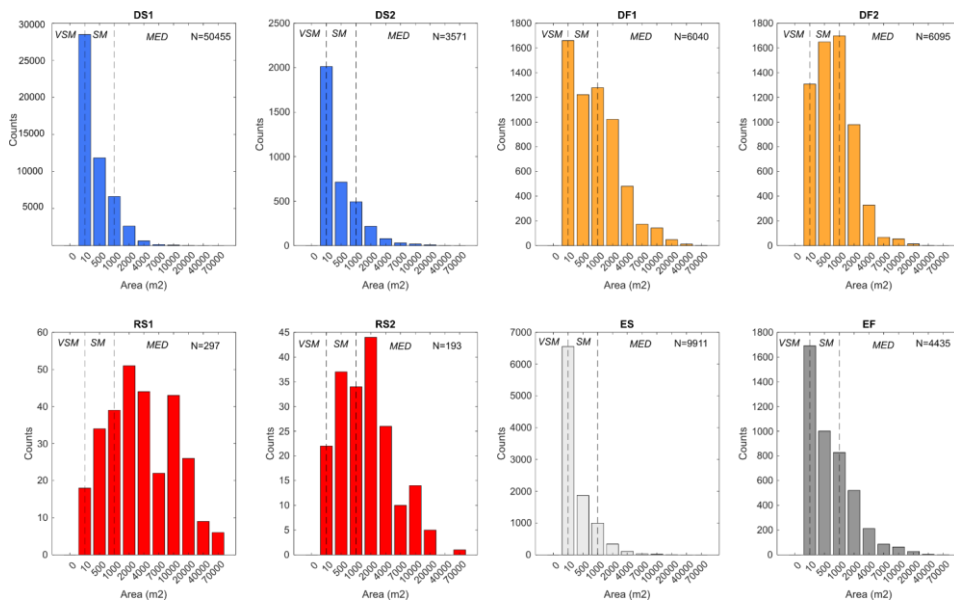 DS1
VSM SM MED N=50455
30000
25000
20000
15000
10000
5000
Counts
0 10 500 1000 2000 4000 7000 10000 20000 40000 70000
Area (m2)
DS2
VSM SM MED N=3571
2500
2000
1500
1000
500
0
Counts
0 10 500 1000 2000 4000 7000 10000 20000 40000 70000
Area (m2)
DF1
VSM SM MED N=6040
1800
1600
1400
1200
1000
800
600
400
200
0
Counts
0 10 500 1000 2000 4000 7000 10000 20000 40000 70000
Area (m2)
DF2
VSM SM MED N=6095
1800
1600
1400
1200
1000
800
600
400
200
0
Counts
0 10 500 1000 2000 4000 7000 10000 20000 40000 70000
Area (m2)
RS1
VSM SM MED N=297
60
50
40
30
20
10
0
Counts
0 10 500 1000 2000 4000 7000 10000 20000 40000 70000
Area (m2)
RS2
VSM SM MED N=193
45
40
35
30
25
20
15
10
5
0
Counts
0 10 500 1000 2000 4000 7000 10000 20000 40000 70000
Area (m2)
ES
VSM SM MED N=9911
7000
6000
5000
4000
3000
2000
1000
0
Counts
0 10 500 1000 2000 4000 7000 10000 20000 40000 70000
Area (m2)
EF
VSM SM MED N=4435
1800
1600
1400
1200
1000
800
600
400
200
0
Counts
0 10 500 1000 2000 4000 7000 10000 20000 40000 70000
Area (m2)